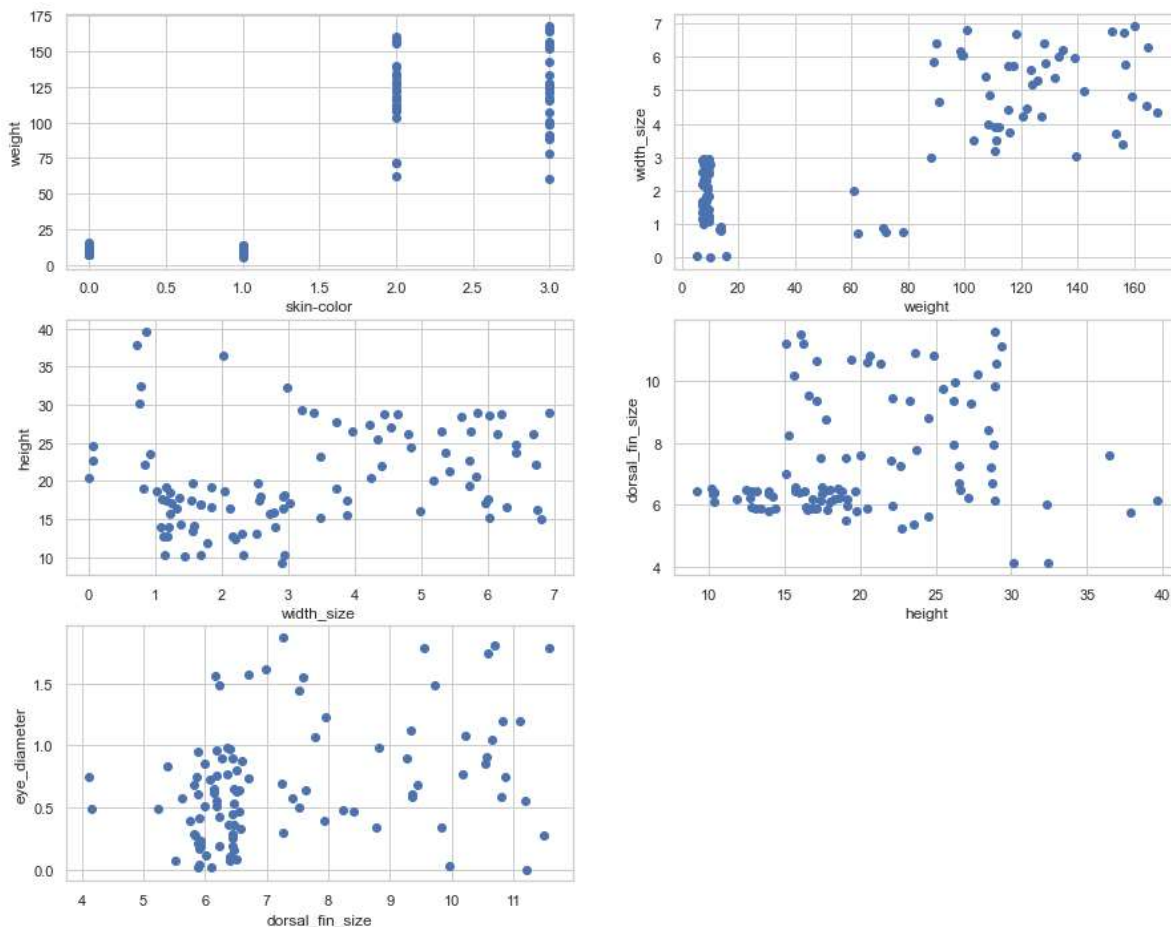 175
150
125
100
75
50
25
0
weight
0.0 0.5 1.0 1.5 2.0 2.5 3.0
skin-color
7
6
5
4
3
2
1
0
width_size
0 20 40 60 80 100 120 140 160
weight
40
35
30
25
20
15
10
height
0 1 2 3 4 5 6 7
width_size
10
8
6
4
dorsal_fin_size
10 15 20 25 30 35 40
height
1.5
1.0
0.5
0.0
eye_diameter
4 5 6 7 8 9 10 11
dorsal_fin_size